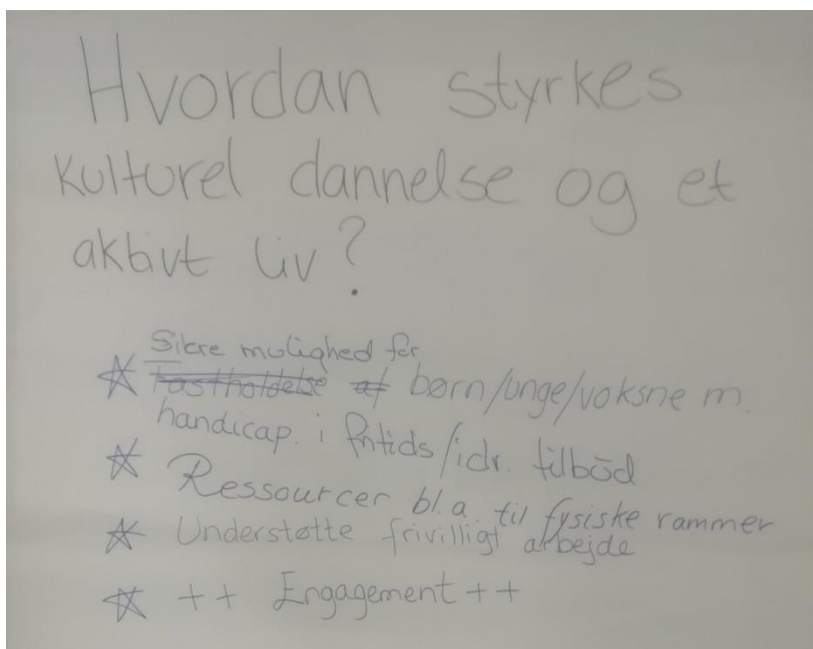 Hvordan styrkes
kulturel dannelse og et
aktivt liv?
Sikre mulighed for
☆ fastholdelse af børn/unge/voksne m.
handicap. i fritids/idr. tilbud
☆ Ressourcer bl.a. til fysiske rammer
☆ Understøtte frivilligt arbejde
☆ ++ Engagement ++